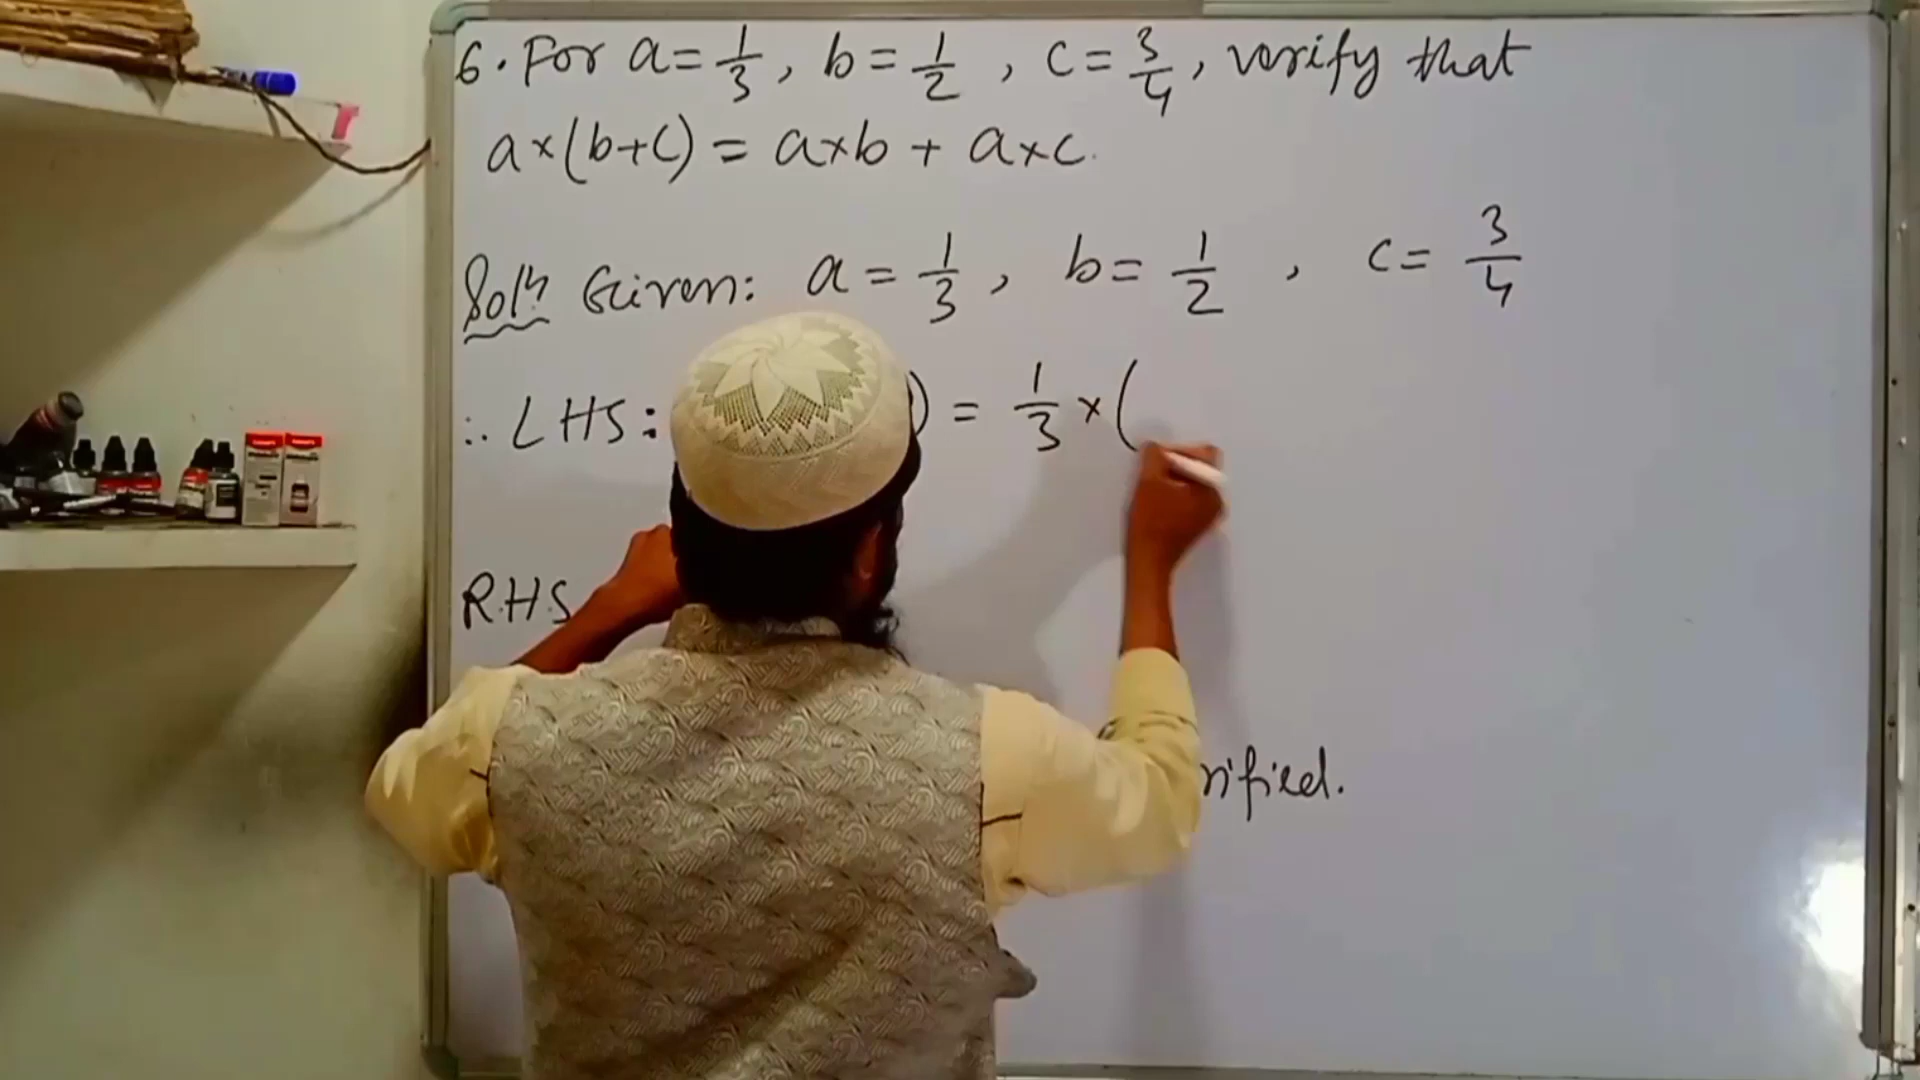 6. For a = 1/3, b = 1/2, c = 3/4, verify that
a×(b+c) = a×b + a×c.
Soln Given: a = 1/3, b = 1/2, c = 3/4
∴ LHS: ) = 1/3 × (
RHS
rified.